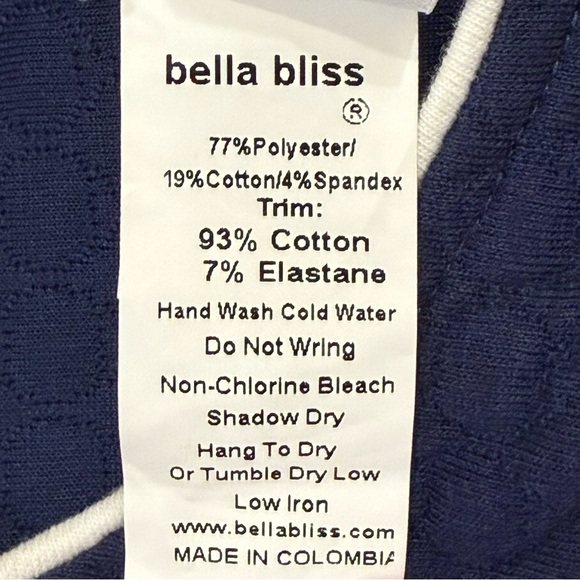 bella bliss
®
77%Polyester/
19%Cotton/4%Spandex
Trim:
93% Cotton
7% Elastane
Hand Wash Cold Water
Do Not Wring
Non-Chlorine Bleach
Shadow Dry
Hang To Dry
Or Tumble Dry Low
Low Iron
www.bellabliss.com
MADE IN COLOMBIA